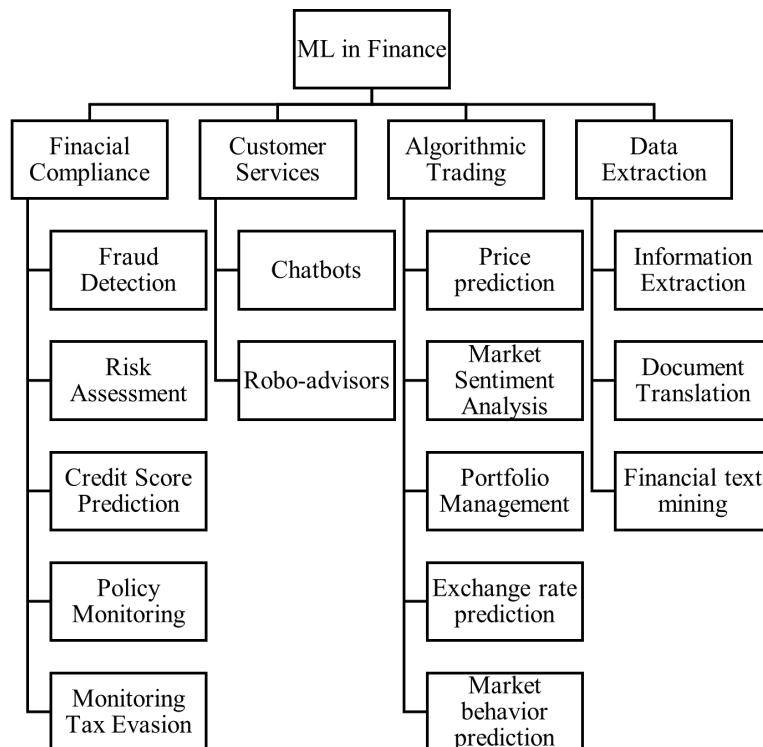 ML in Finance
Finacial
Compliance
Customer
Services
Algorithmic
Trading
Data
Extraction
Fraud
Detection
Risk
Assessment
Credit Score
Prediction
Policy
Monitoring
Monitoring
Tax Evasion
Chatbots
Robo-advisors
Price
prediction
Market
Sentiment
Analysis
Portfolio
Management
Exchange rate
prediction
Market
behavior
prediction
Information
Extraction
Document
Translation
Financial text
mining